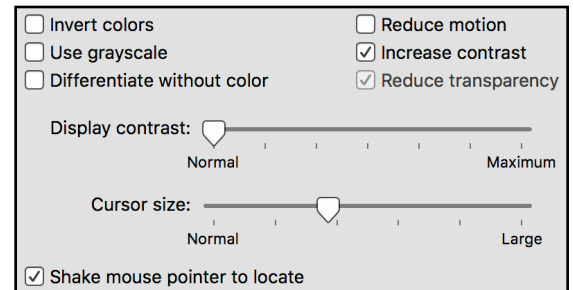 Invert colors
Reduce motion
Use grayscale
Increase contrast
Differentiate without color
Reduce transparency
Display contrast:
Normal
Maximum
Cursor size:
Normal
Large
Shake mouse pointer to locate